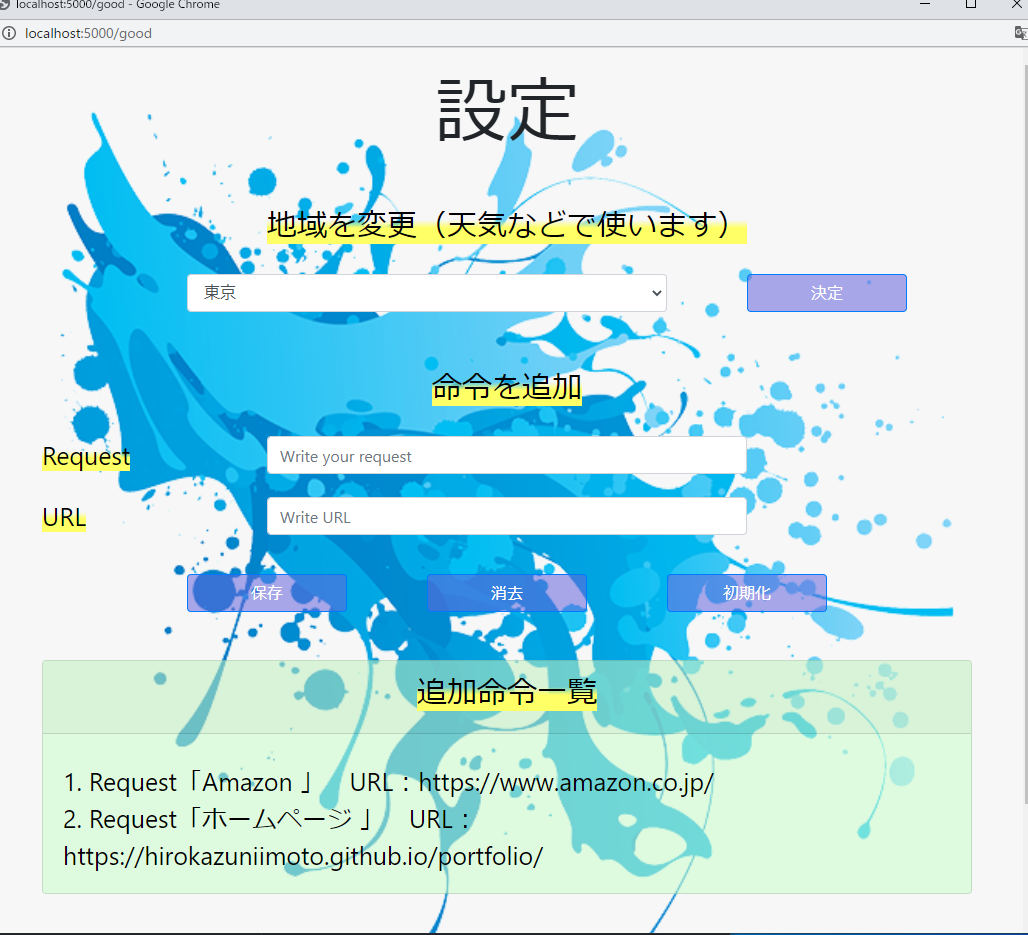 localhost:5000/good - Google Chrome
localhost:5000/good
設定
地域を変更（天気などで使います）
東京
決定
命令を追加
Request
Write your request
URL
Write URL
保存
消去
初期化
追加命令一覧
1. Request「Amazon 」　URL：https://www.amazon.co.jp/
2. Request「ホームページ 」　URL：
https://hirokazuniimoto.github.io/portfolio/